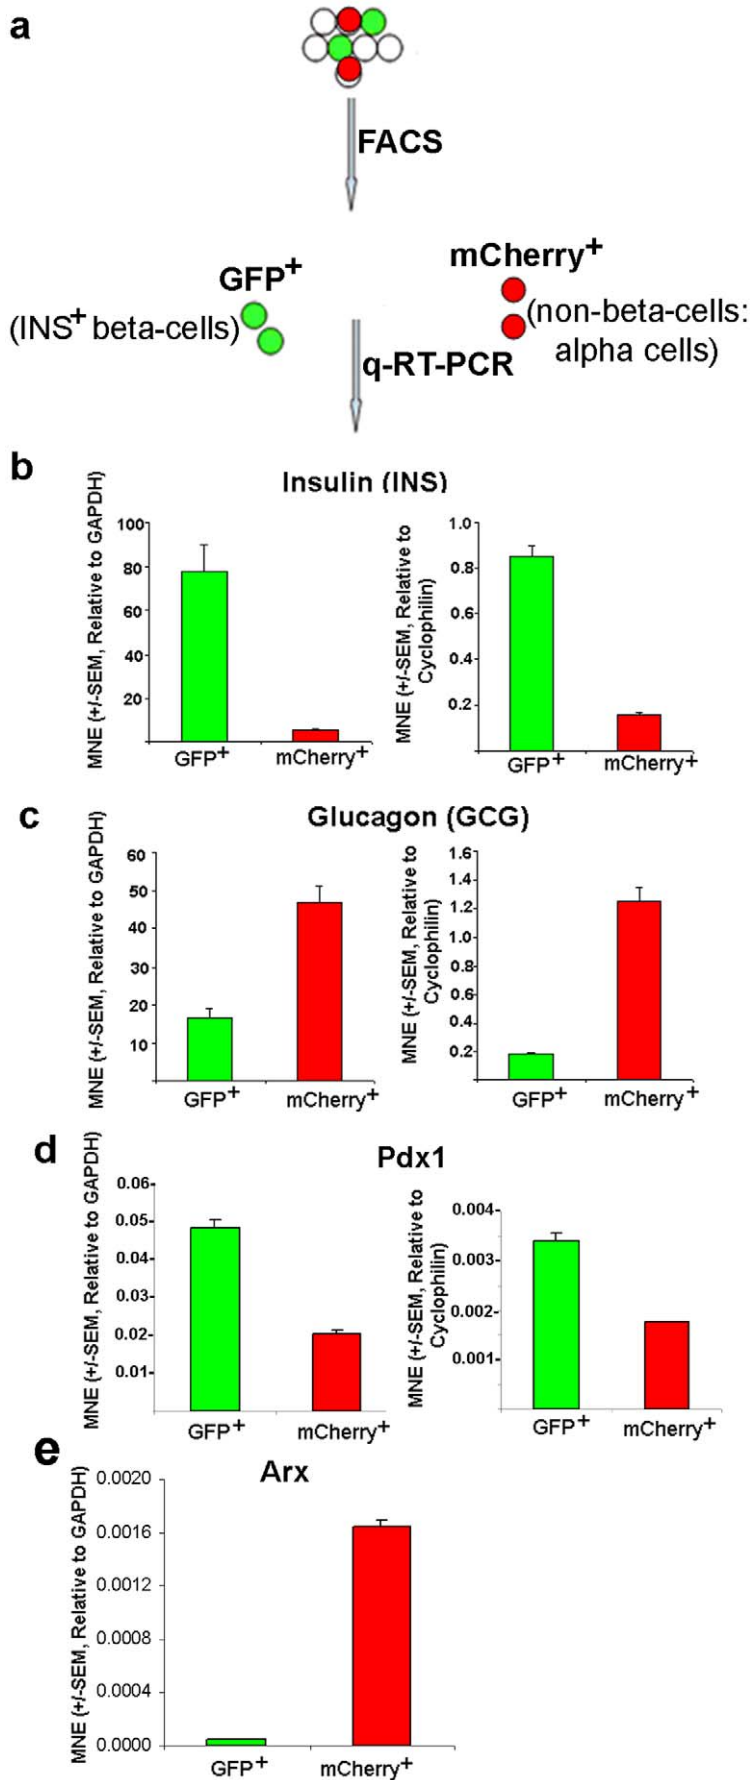 a
FACS
GFP+
mCherry+
(INS+ beta-cells)
(non-beta-cells:
alpha cells)
q-RT-PCR
b
Insulin (INS)
MNE (+/-SEM, Relative to GAPDH)
100
80
60
40
20
GFP+
mCherry+
MNE (+/-SEM, Relative to
Cyclophilin)
1.0
0.8
0.6
0.4
0.2
GFP+
mCherry+
c
Glucagon (GCG)
MNE (+/-SEM, Relative to GAPDH)
60
50
40
30
20
10
GFP+
mCherry+
MNE (+/-SEM, Relative to
Cyclophilin)
1.6
1.4
1.2
1.0
0.8
0.6
0.4
0.2
GFP+
mCherry+
d
Pdx1
MNE (+/-SEM, Relative to GAPDH)
0.06
0.05
0.04
0.03
0.02
0.01
GFP+
mCherry+
MNE (+/-SEM, Relative to
Cyclophilin)
0.004
0.003
0.002
0.001
GFP+
mCherry+
e
Arx
MNE (+/-SEM, Relative to GAPDH)
0.0020
0.0016
0.0012
0.0008
0.0004
0.0000
GFP+
mCherry+